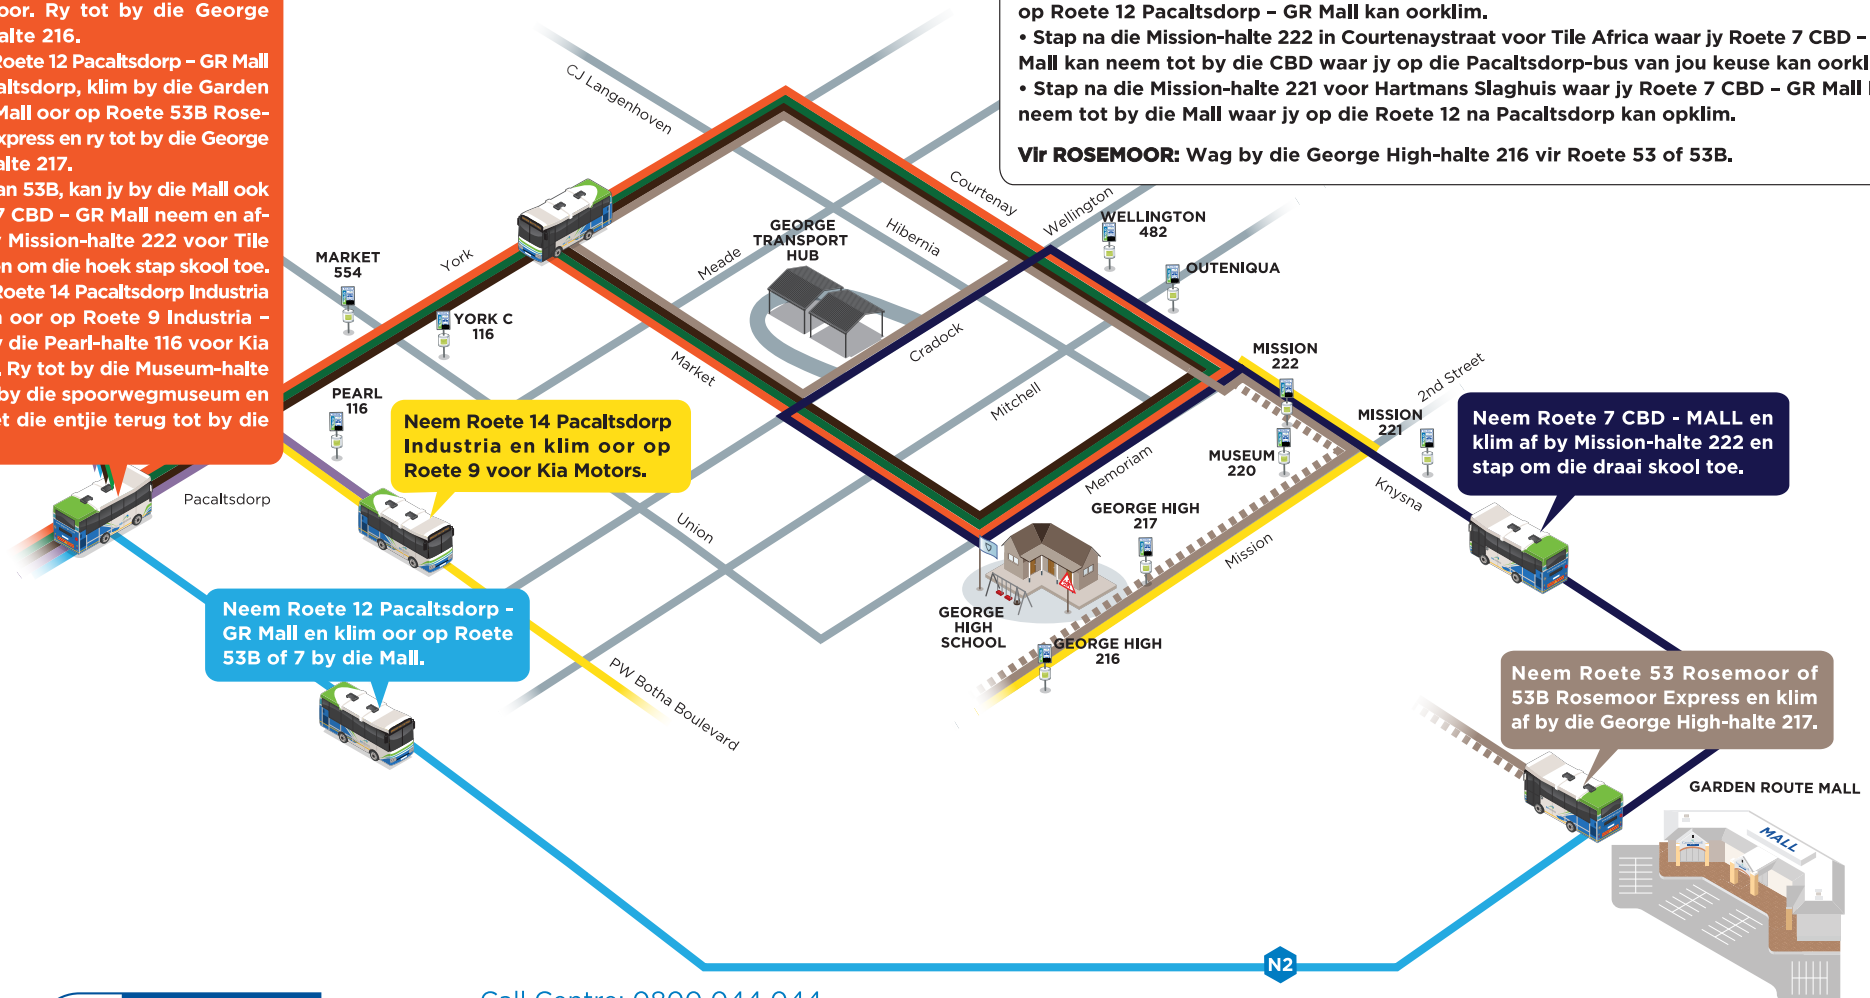 oor. Ry tot by die George
alte 216.
Roete 12 Pacaltsdorp – GR Mall
altsdorp, klim by die Garden
Mall oor op Roete 53B Rose-
xpress en ry tot by die George
alte 217.
an 53B, kan jy by die Mall ook
7 CBD – GR Mall neem en af-
Mission-halte 222 voor Tile
en om die hoek stap skool toe.
Roete 14 Pacaltsdorp Industria
oor op Roete 9 Industria –
die Pearl-halte 116 voor Kia
Ry tot by die Museum-halte
by die spoorwegmuseum en
et die entjie terug tot by die
op Roete 12 Pacaltsdorp – GR Mall kan oorklim.
• Stap na die Mission-halte 222 in Courtenaystraat voor Tile Africa waar jy Roete 7 CBD –
Mall kan neem tot by die CBD waar jy op die Pacaltsdorp-bus van jou keuse kan oorkl
• Stap na die Mission-halte 221 voor Hartmans Slaghuis waar jy Roete 7 CBD – GR Mall
neem tot by die Mall waar jy op die Roete 12 na Pacaltsdorp kan opklim.
Vir ROSEMOOR: Wag by die George High-halte 216 vir Roete 53 of 53B.
CJ Langenhoven
Courtenay
Wellington
Hibernia
Meade
York
GEORGE
TRANSPORT
HUB
WELLINGTON
482
OUTENIQUA
MARKET
554
YORK C
116
PEARL
116
Market
Cradock
Mitchell
MISSION
222
2nd Street
MISSION
221
MUSEUM
220
Knysna
Memoriam
Mission
Neem Roete 14 Pacaltsdorp
Industria en klim oor op
Roete 9 voor Kia Motors.
Neem Roete 7 CBD - MALL en
klim af by Mission-halte 222 en
stap om die draai skool toe.
Pacaltsdorp
Union
GEORGE HIGH
217
GEORGE
HIGH
SCHOOL
GEORGE HIGH
216
Neem Roete 12 Pacaltsdorp -
GR Mall en klim oor op Roete
53B of 7 by die Mall.
PW Botha Boulevard
Neem Roete 53 Rosemoor of
53B Rosemoor Express en klim
af by die George High-halte 217.
GARDEN ROUTE MALL
MALL
N2
Call Centre: 0800 044 044